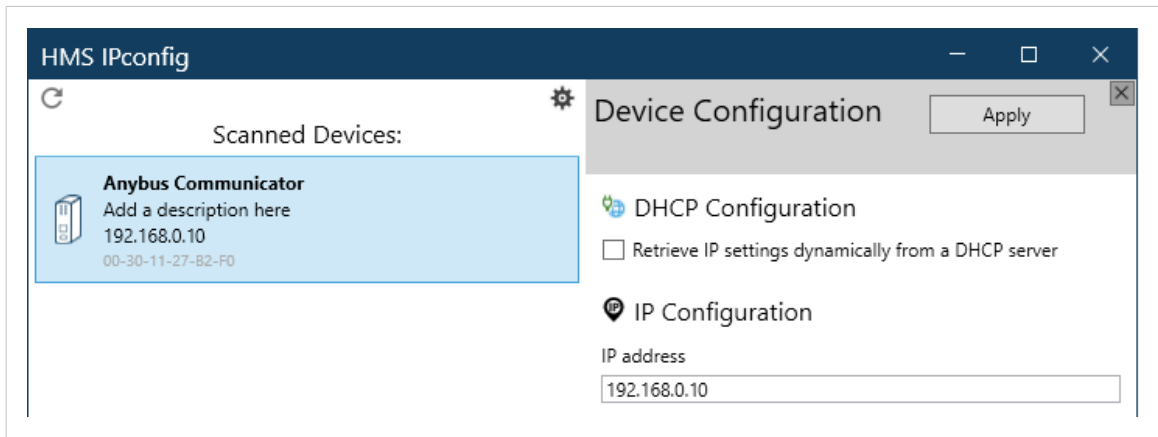 HMS IPconfig
Scanned Devices:
Anybus Communicator
Add a description here
192.168.0.10
00-30-11-27-B2-F0
Device Configuration
Apply
DHCP Configuration
Retrieve IP settings dynamically from a DHCP server
IP
IP Configuration
IP address
192.168.0.10